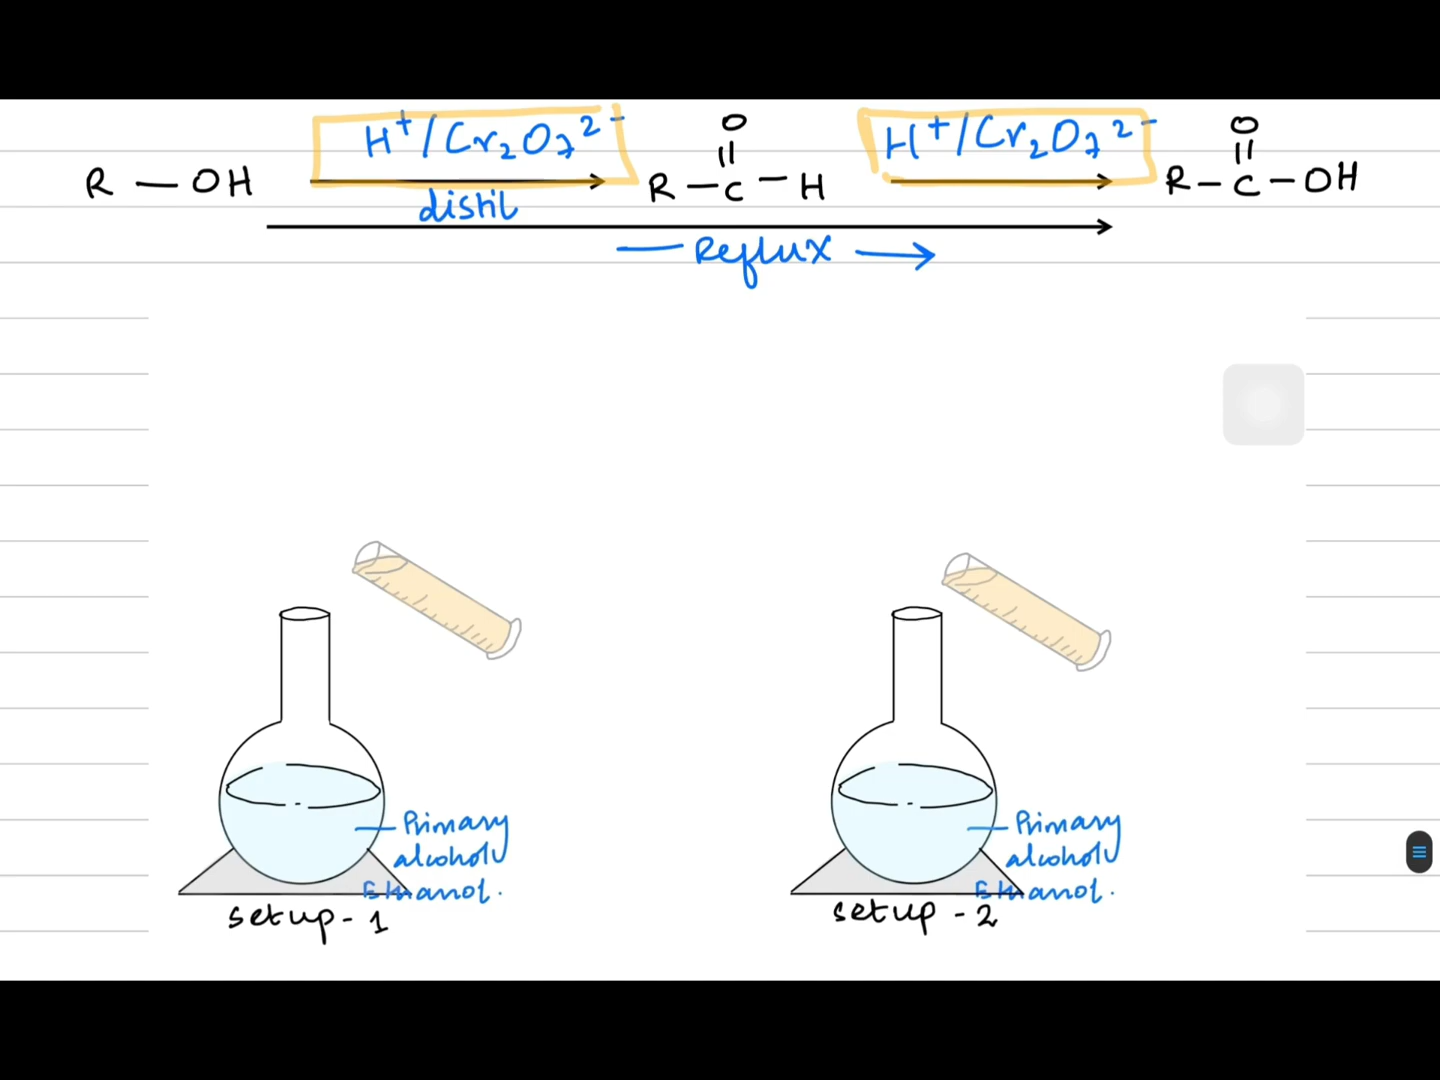 H⁺/Cr₂O₇²⁻ O H⁺/Cr₂O₇²⁻ O
R — OH R — C — H R — C — OH
distil
— Reflux →
Primary
alcohol
Ethanol.
setup - 1
Primary
alcohol
Ethanol.
setup - 2